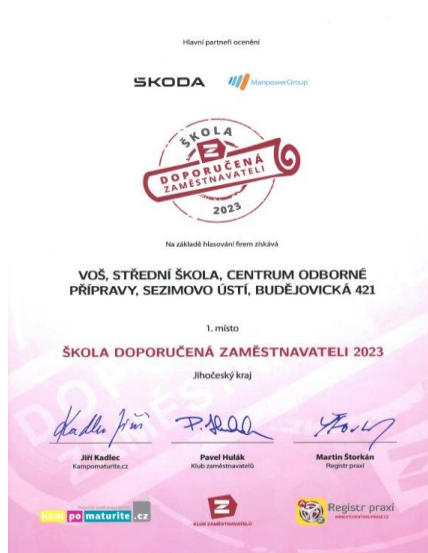 Hlavní partneři ocenění
ŠKODA
ManpowerGroup
ŠKOLA
DOPORUČENÁ
ZAMĚSTNAVATELI
2023
Na základě hlasování firem získává
VOŠ, STŘEDNÍ ŠKOLA, CENTRUM ODBORNÉ
PŘÍPRAVY, SEZIMOVO ÚSTÍ, BUDĚJOVICKÁ 421
1. místo
ŠKOLA DOPORUČENÁ ZAMĚSTNAVATELI 2023
Jihočeský kraj
Jiří Kadlec
Pavel Hulák
Martin Štorkán
Kampomaturite.cz
Klub zaměstnavatelů
Registr praxí
kam po maturite .cz
KLUB ZAMĚSTNAVATELŮ
Registr praxí